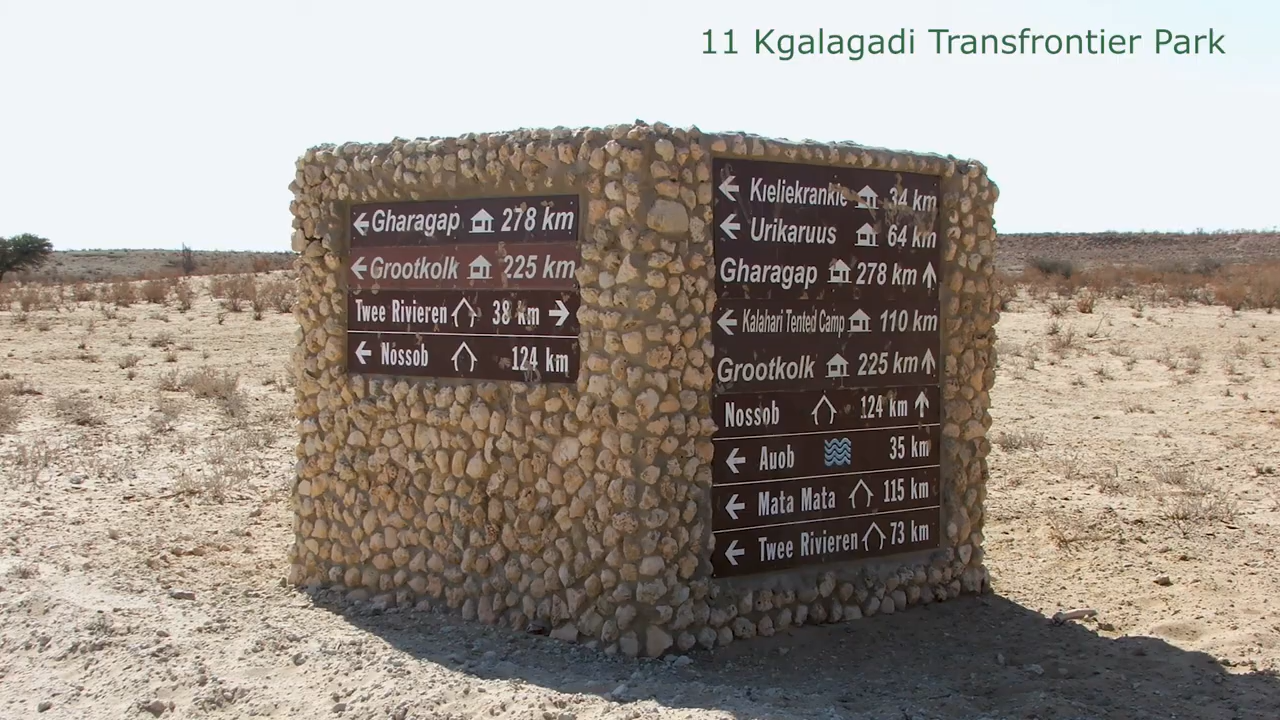 11 Kgalagadi Transfrontier Park
← Gharagap 278 km
← Grootkolk 225 km
Twee Rivieren 38 km →
← Nossob 124 km
← Kieliekrankie 34 km
← Urikaruus 64 km
Gharagap 278 km ↑
← Kalahari Tented Camp 110 km
Grootkolk 225 km ↑
Nossob 124 km ↑
← Auob 35 km
← Mata Mata 115 km
← Twee Rivieren 73 km